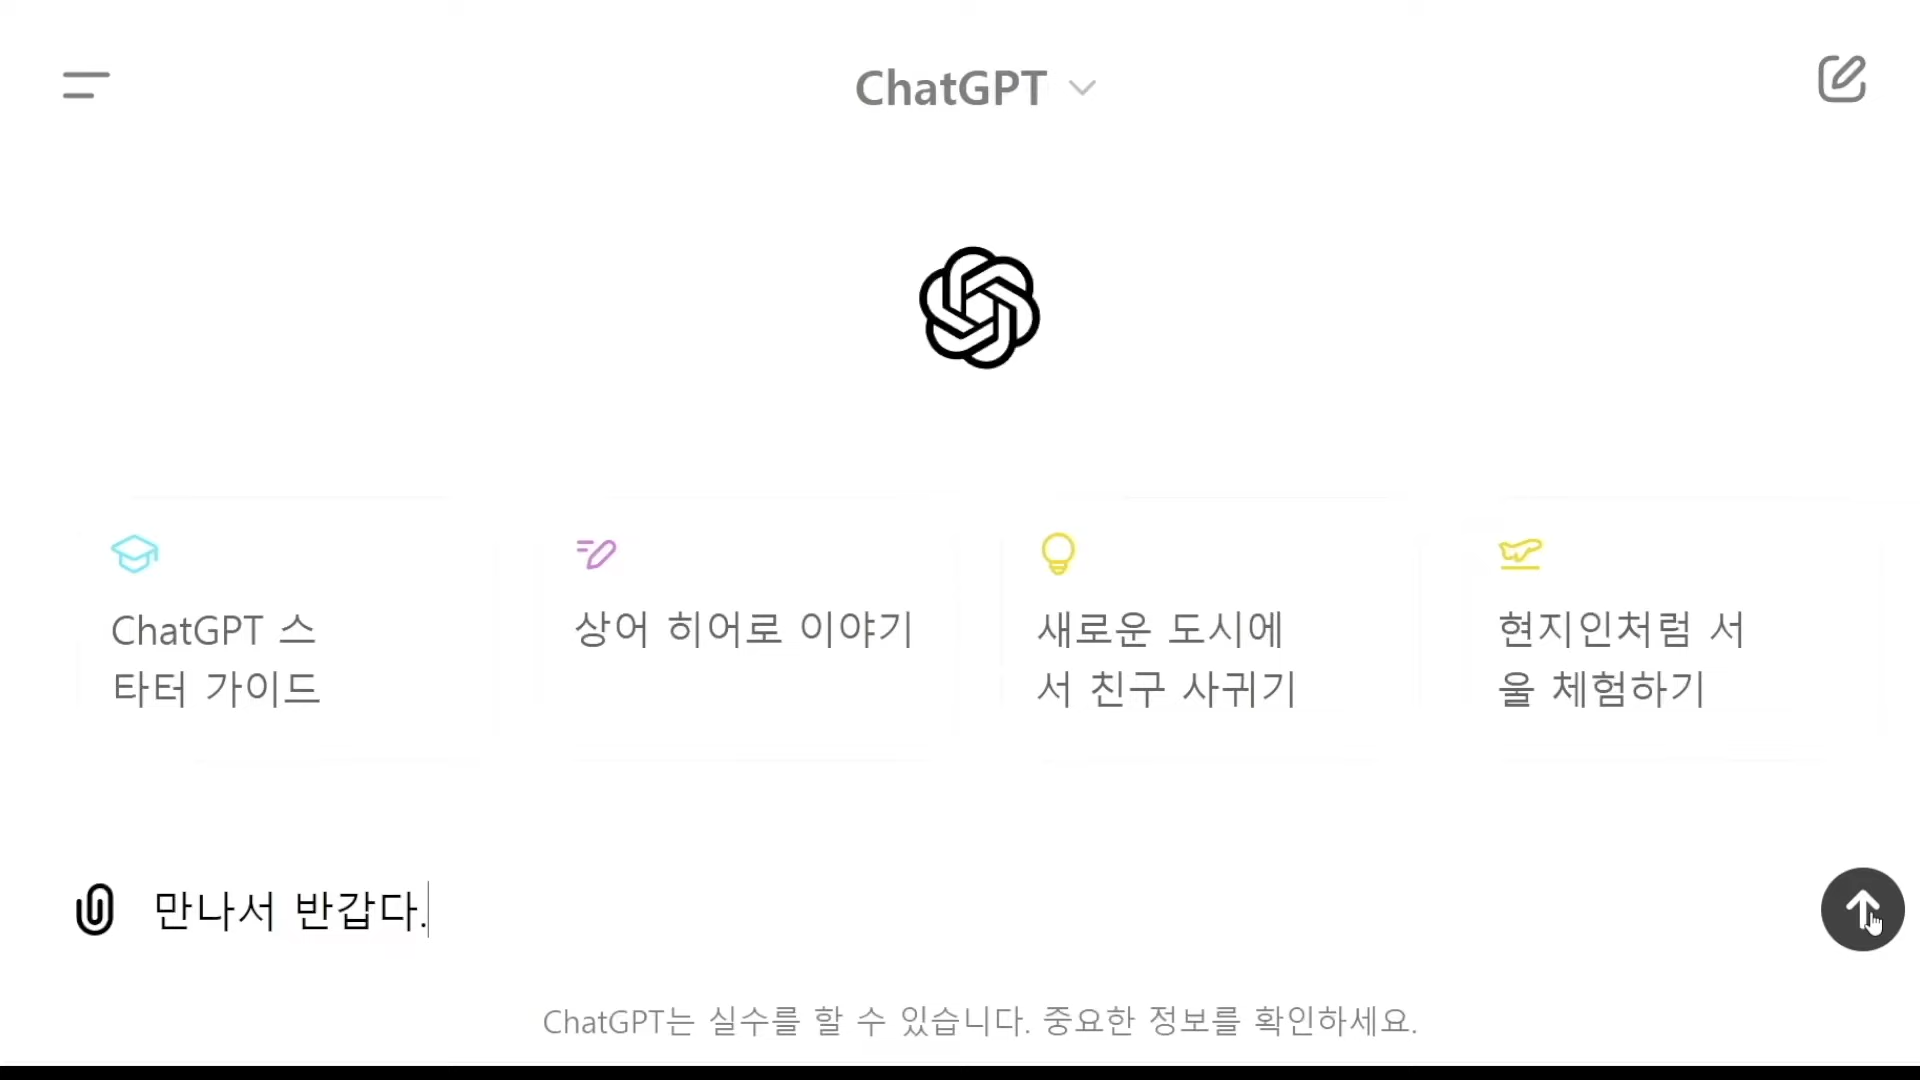 ChatGPT
ChatGPT 스
타터 가이드
상어 히어로 이야기
새로운 도시에
서 친구 사귀기
현지인처럼 서
울 체험하기
만나서 반갑다.
ChatGPT는 실수를 할 수 있습니다. 중요한 정보를 확인하세요.